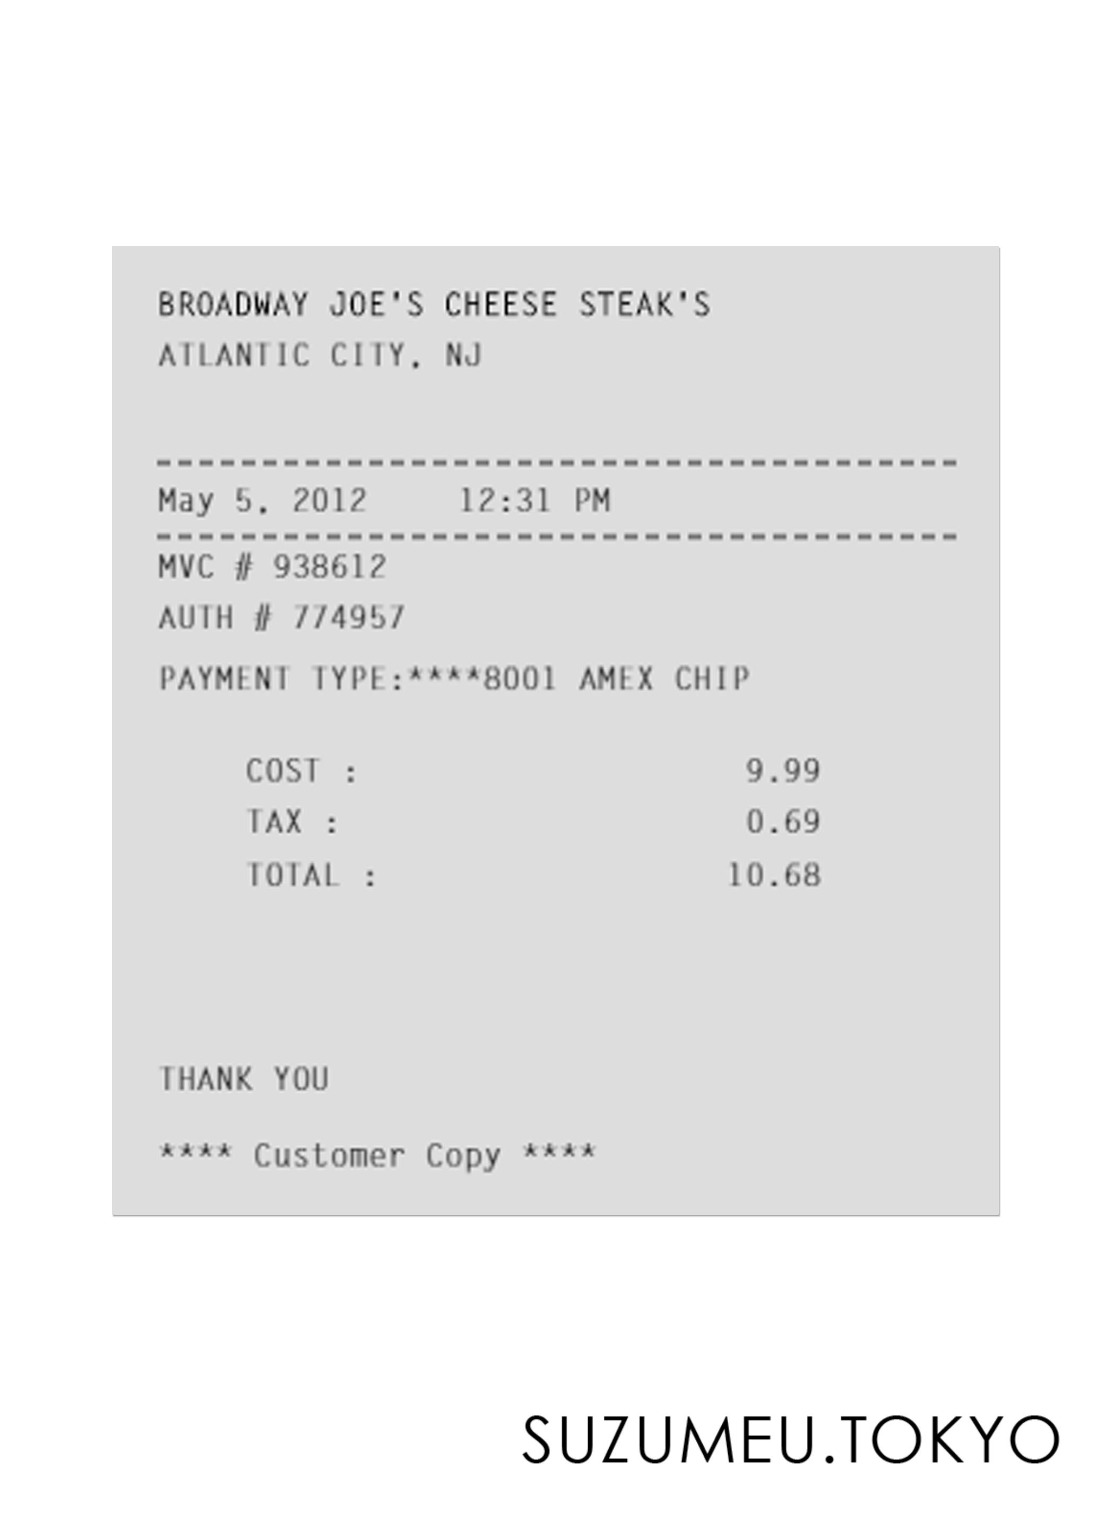 BROADWAY JOE'S CHEESE STEAK'S
ATLANTIC CITY, NJ
---------------------------------------
May 5, 2012 12:31 PM
---------------------------------------
MVC # 938612
AUTH # 774957
PAYMENT TYPE:****8001 AMEX CHIP
COST : 9.99
TAX : 0.69
TOTAL : 10.68
THANK YOU
**** Customer Copy ****
SUZUMEU.TOKYO